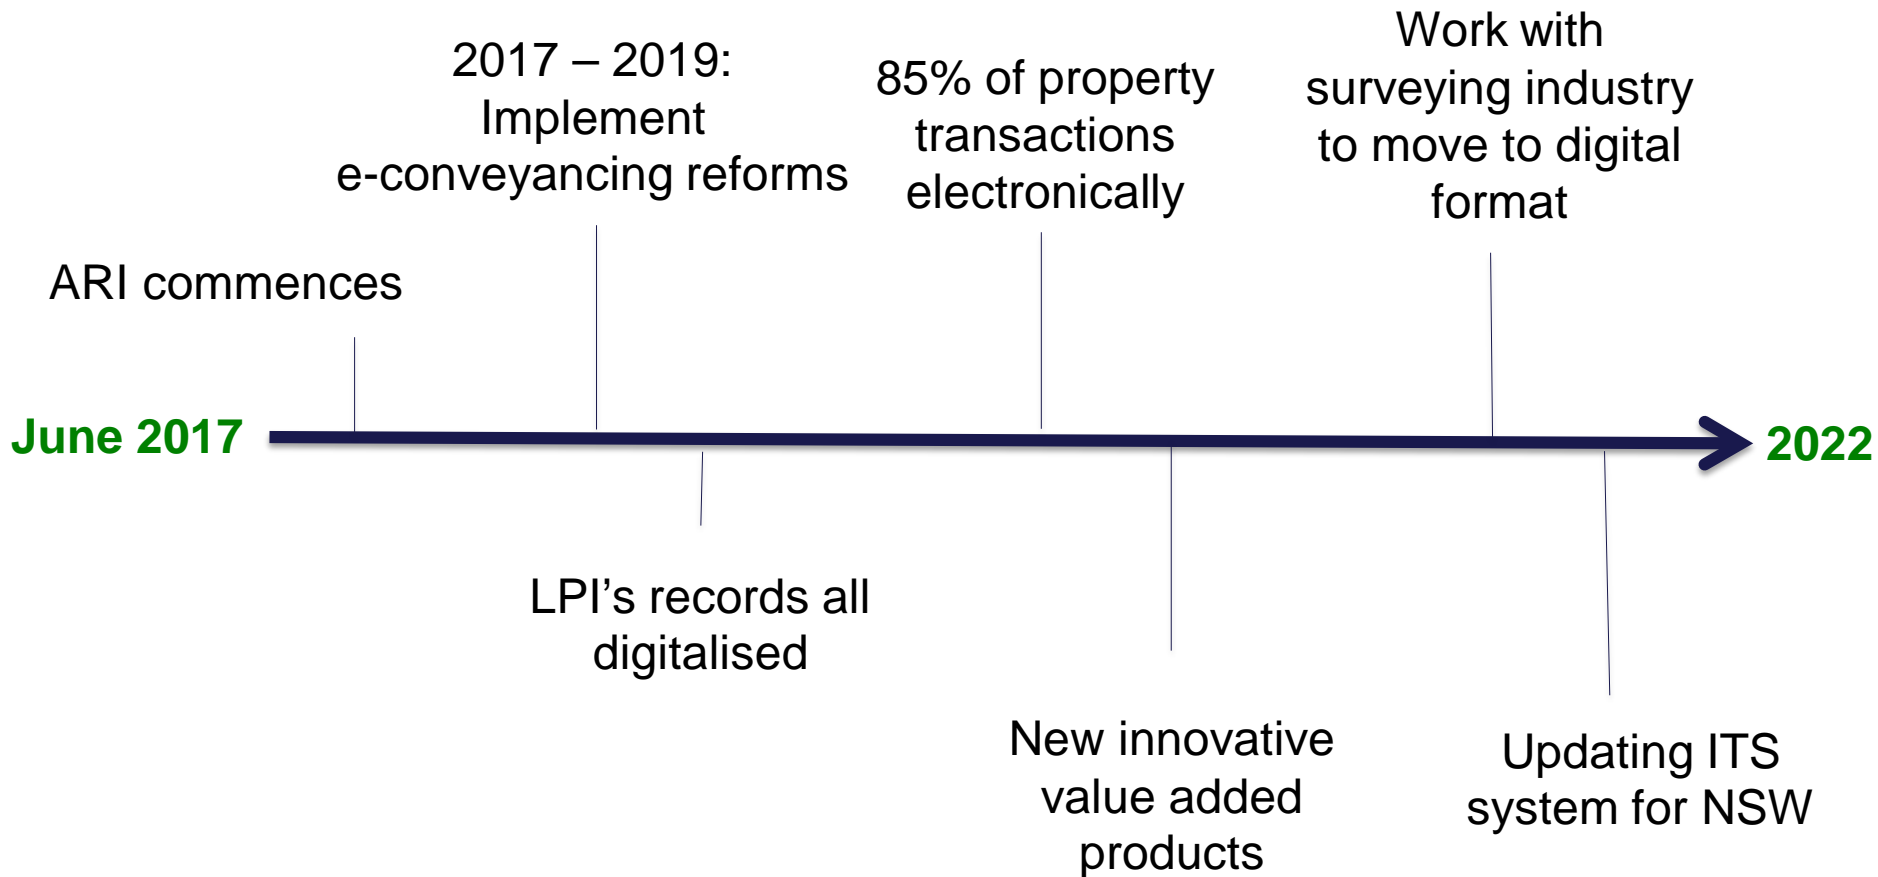 2017 – 2019:
Implement
e-conveyancing reforms
85% of property
transactions
electronically
Work with
surveying industry
to move to digital
format
ARI commences
June 2017
2022
LPI’s records all
digitalised
New innovative
value added
products
Updating ITS
system for NSW